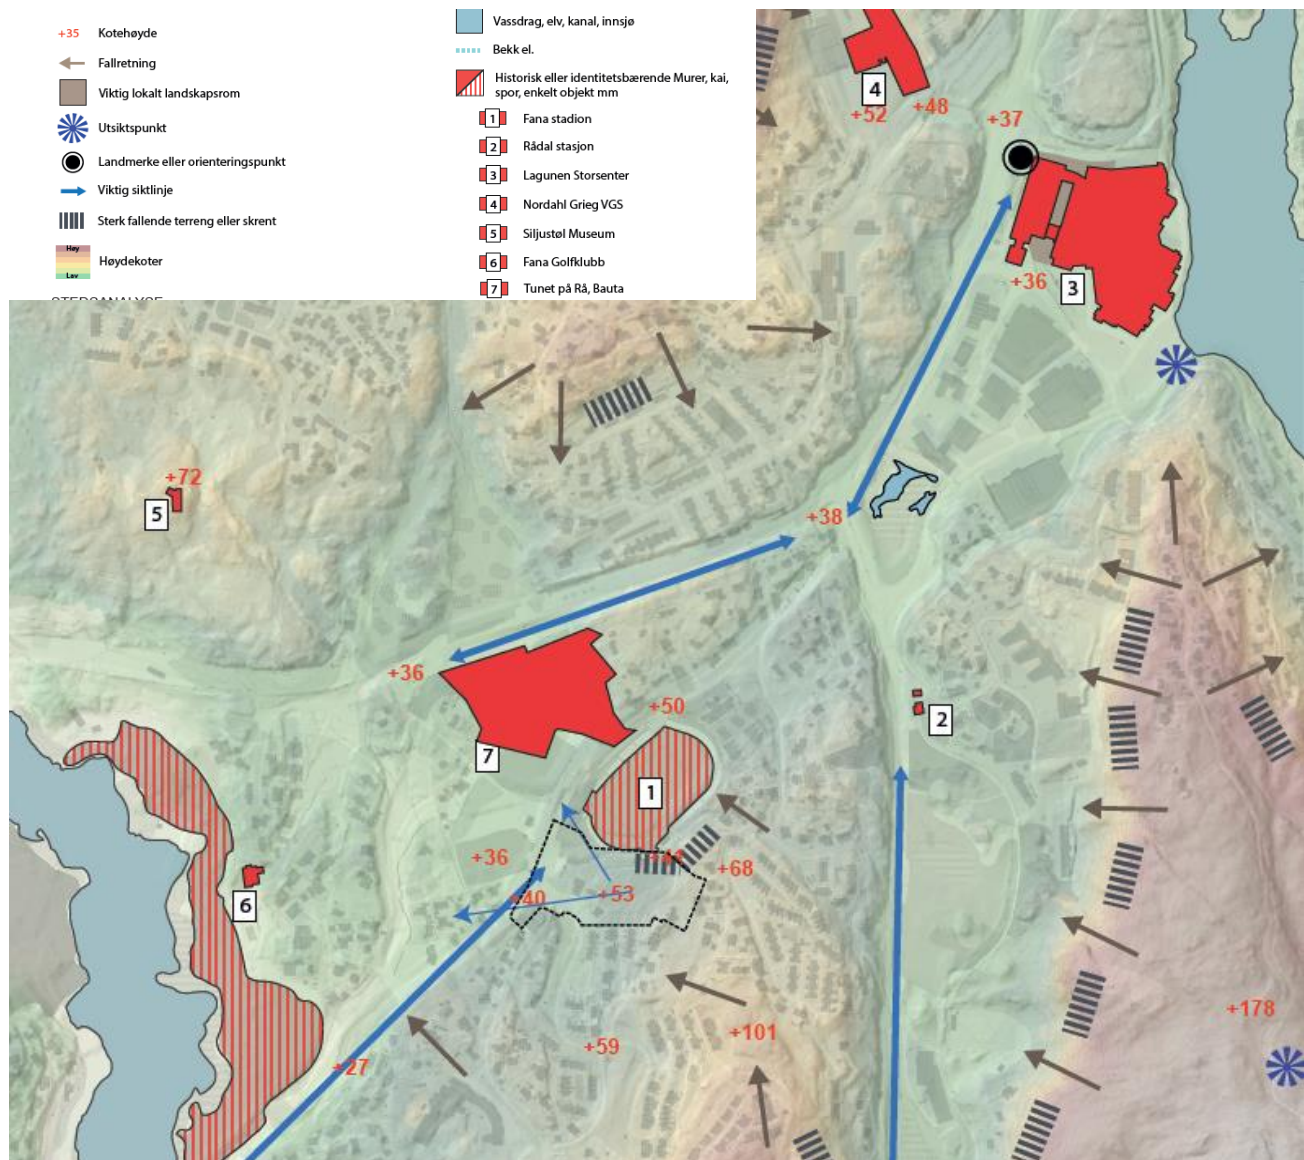 +35 Kotehøyde
Fallretning
Viktig lokalt landskapsrom
Utsiktspunkt
Landmerke eller orienteringspunkt
Viktig siktlinje
Sterk fallende terreng eller skrent
Høy
Lav
Høydekoter
Vassdrag, elv, kanal, innsjø
Bekk el.
Historisk eller identitetsbærende Murer, kai,
spor, enkelt objekt mm
1 Fana stadion
2 Rådal stasjon
3 Lagunen Storsenter
4 Nordahl Grieg VGS
5 Siljustøl Museum
6 Fana Golfklubb
7 Tunet på Rå, Bauta
4
+52
+48
+37
+36
3
+72
5
+38
+36
+50
7
1
2
+36
+68
+40
+53
6
+178
+101
+59
+27